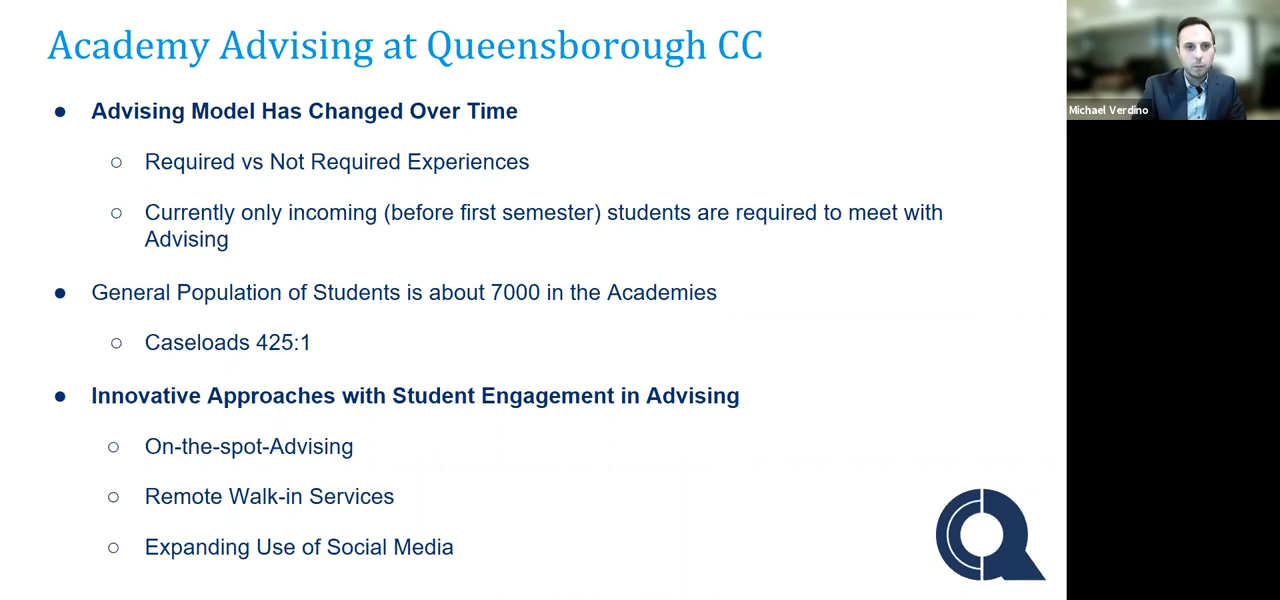 Academy Advising at Queensborough CC
● Advising Model Has Changed Over Time
○ Required vs Not Required Experiences
○ Currently only incoming (before first semester) students are required to meet with
Advising
● General Population of Students is about 7000 in the Academies
○ Caseloads 425:1
● Innovative Approaches with Student Engagement in Advising
○ On-the-spot-Advising
○ Remote Walk-in Services
○ Expanding Use of Social Media
Michael Verdino